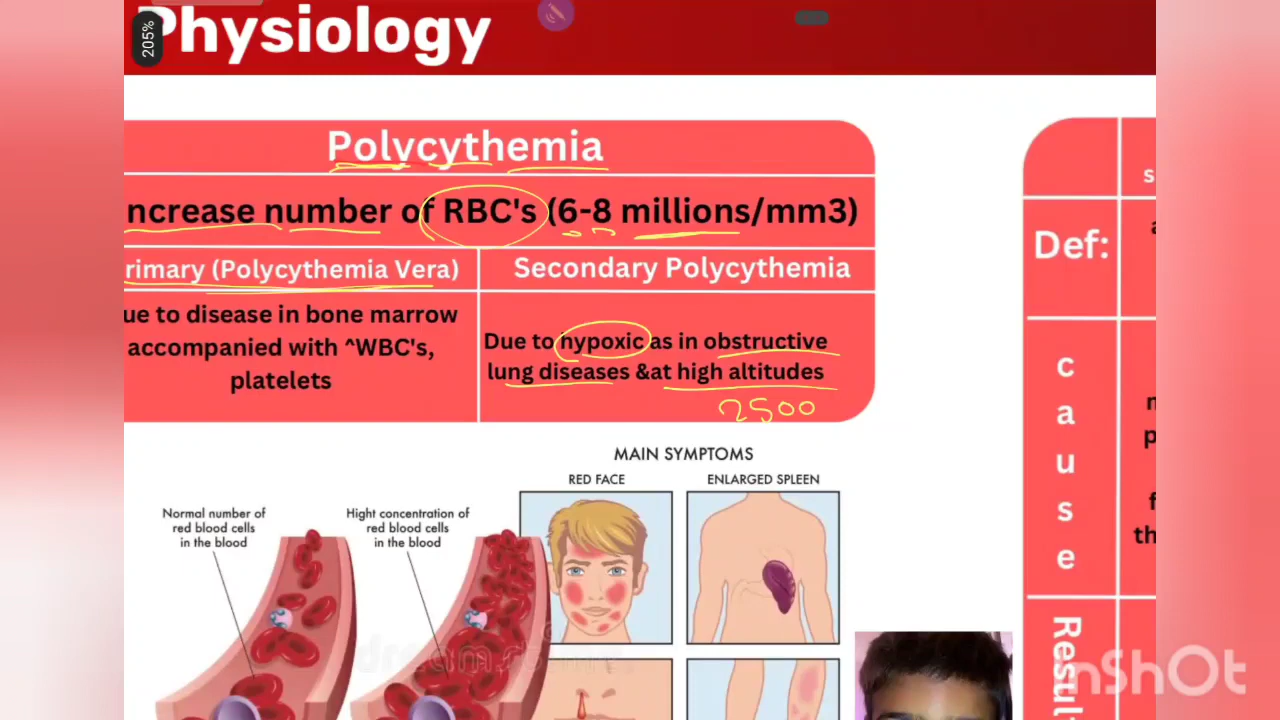 205%
Physiology
Polycythemia
ncrease number of RBC's (6-8 millions/mm3)
rimary (Polycythemia Vera)
Secondary Polycythemia
ue to disease in bone marrow
accompanied with ^WBC's,
platelets
Due to hypoxic as in obstructive
lung diseases &at high altitudes
2500
MAIN SYMPTOMS
RED FACE
ENLARGED SPLEEN
Normal number of
red blood cells
in the blood
Hight concentration of
red blood cells
in the blood
s
Def:
cause
p
f
th
Resul
InShOt